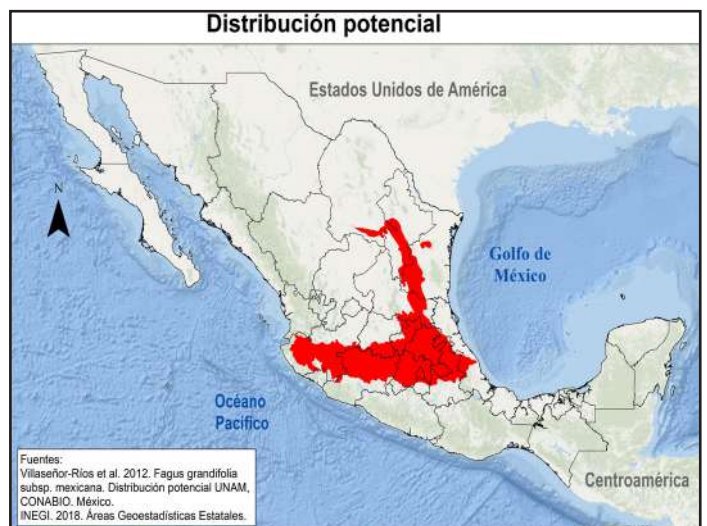 Distribución potencial
Estados Unidos de América
N
Golfo de
México
Océano
Pacífico
Fuentes:
Villaseñor-Ríos et al. 2012. Fagus grandifolia
subsp. mexicana. Distribución potencial UNAM,
CONABIO. México.
INEGI. 2018. Áreas Geoestadísticas Estatales.
Centroamérica